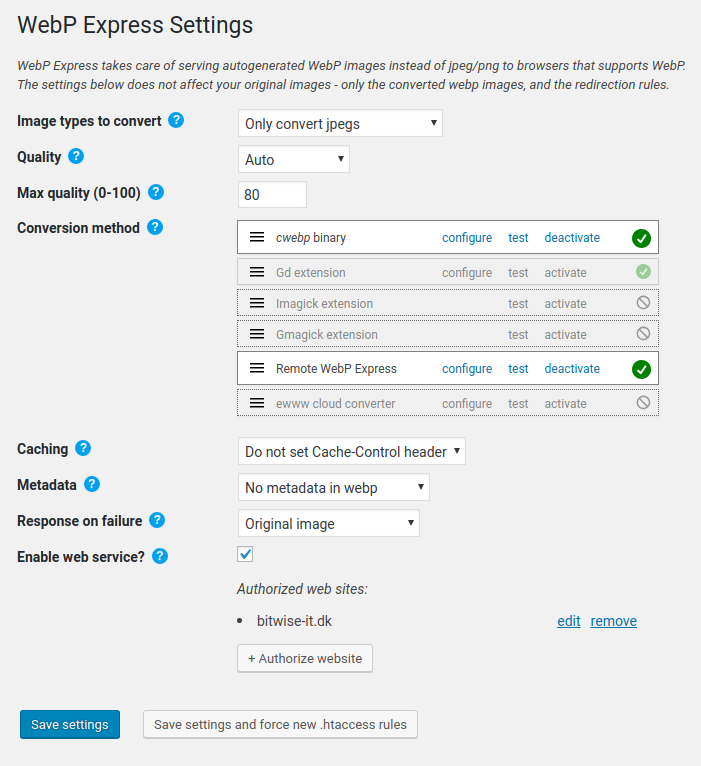 WebP Express Settings
WebP Express takes care of serving autogenerated WebP images instead of jpeg/png to browsers that supports WebP.
The settings below does not affect your original images - only the converted webp images, and the redirection rules.
Image types to convert ? Only convert jpegs
Quality ? Auto
Max quality (0-100) ? 80
Conversion method ?
cwebp binary configure test deactivate
Gd extension configure test activate
Imagick extension test activate
Gmagick extension test activate
Remote WebP Express configure test deactivate
ewww cloud converter configure test activate
Caching ? Do not set Cache-Control header
Metadata ? No metadata in webp
Response on failure ? Original image
Enable web service? ?
Authorized web sites:
• bitwise-it.dk edit remove
+ Authorize website
Save settings Save settings and force new .htaccess rules